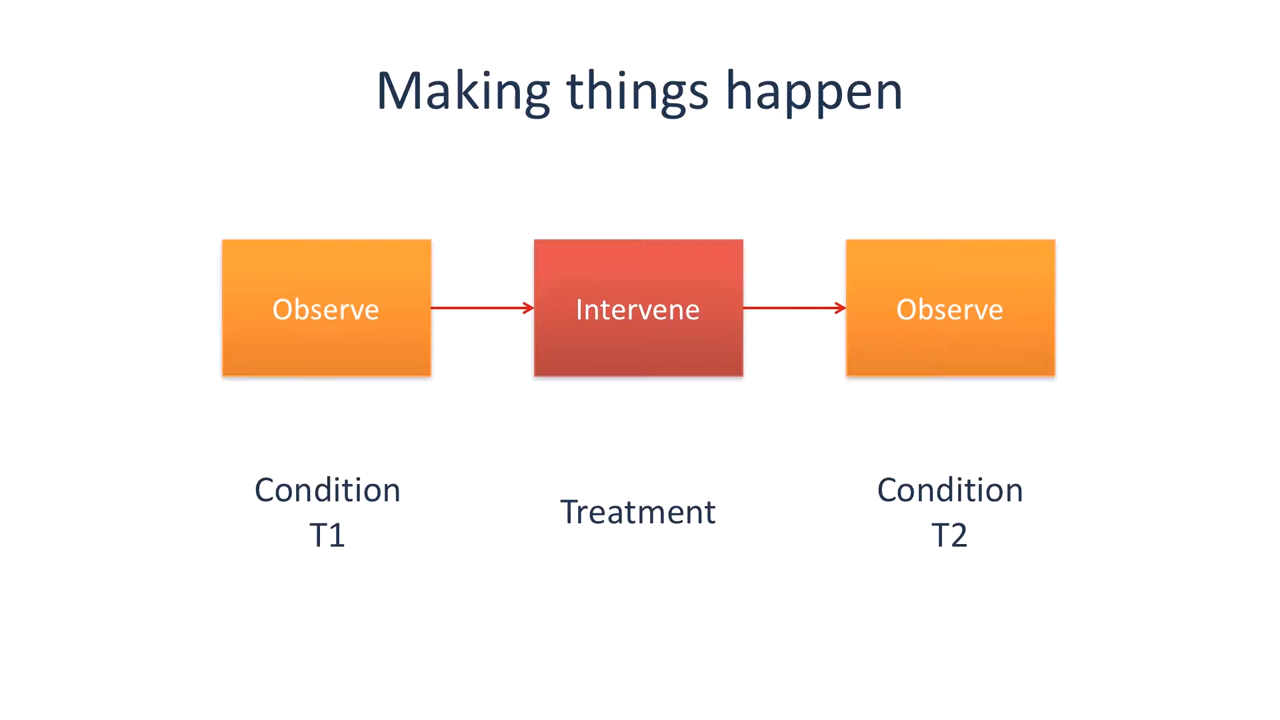 Making things happen
Observe
Intervene
Observe
Condition
T1
Treatment
Condition
T2